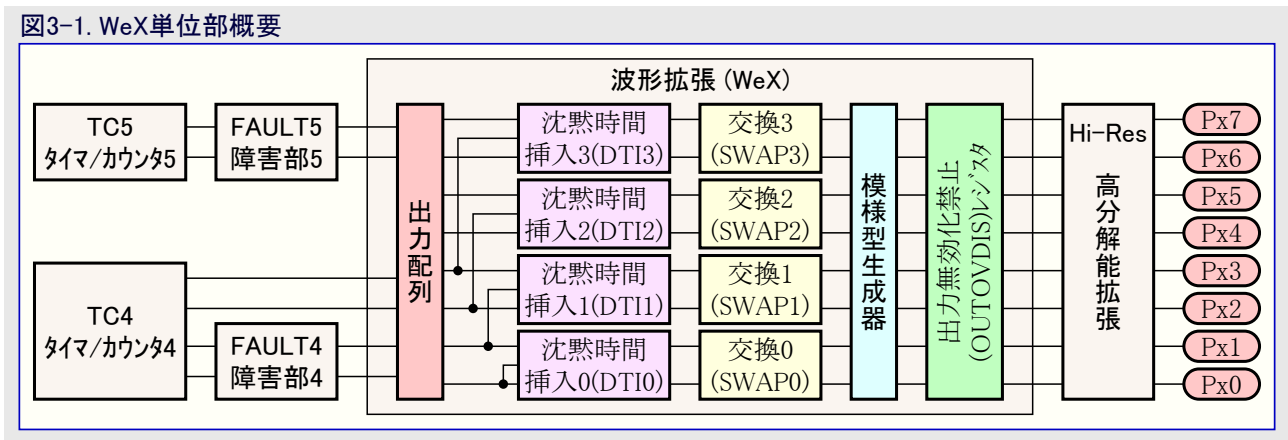 図3-1. WeX単位部概要
波形拡張 (WeX)
TC5
タイマ/カウンタ5
FAULT5
障害部5
TC4
タイマ/カウンタ4
FAULT4
障害部4
出力配列
沈黙時間
挿入3(DTI3)
沈黙時間
挿入2(DTI2)
沈黙時間
挿入1(DTI1)
沈黙時間
挿入0(DTI0)
交換3
(SWAP3)
交換2
(SWAP2)
交換1
(SWAP1)
交換0
(SWAP0)
模様型生成器
出力無効化禁止
(OUTOVDIS)レジスタ
Hi-Res
高分解能拡張
Px7
Px6
Px5
Px4
Px3
Px2
Px1
Px0